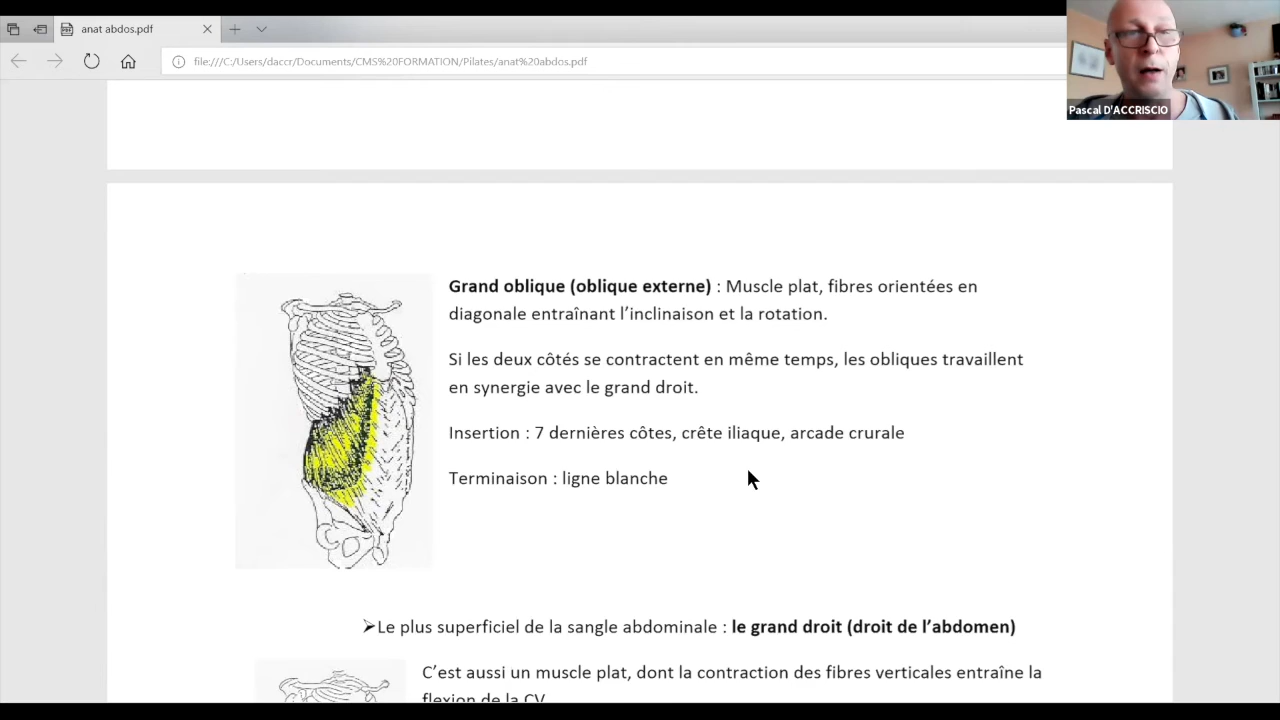 anat abdos.pdf
file:///C:/Users/daccr/Documents/CMS%20FORMATION/Pilates/anat%20abdos.pdf
Pascal D'ACCRISCIO
Grand oblique (oblique externe) : Muscle plat, fibres orientées en
diagonale entraînant l’inclinaison et la rotation.
Si les deux côtés se contractent en même temps, les obliques travaillent
en synergie avec le grand droit.
Insertion : 7 dernières côtes, crête iliaque, arcade crurale
Terminaison : ligne blanche
➢Le plus superficiel de la sangle abdominale : le grand droit (droit de l’abdomen)
C’est aussi un muscle plat, dont la contraction des fibres verticales entraîne la
flexion de la CV